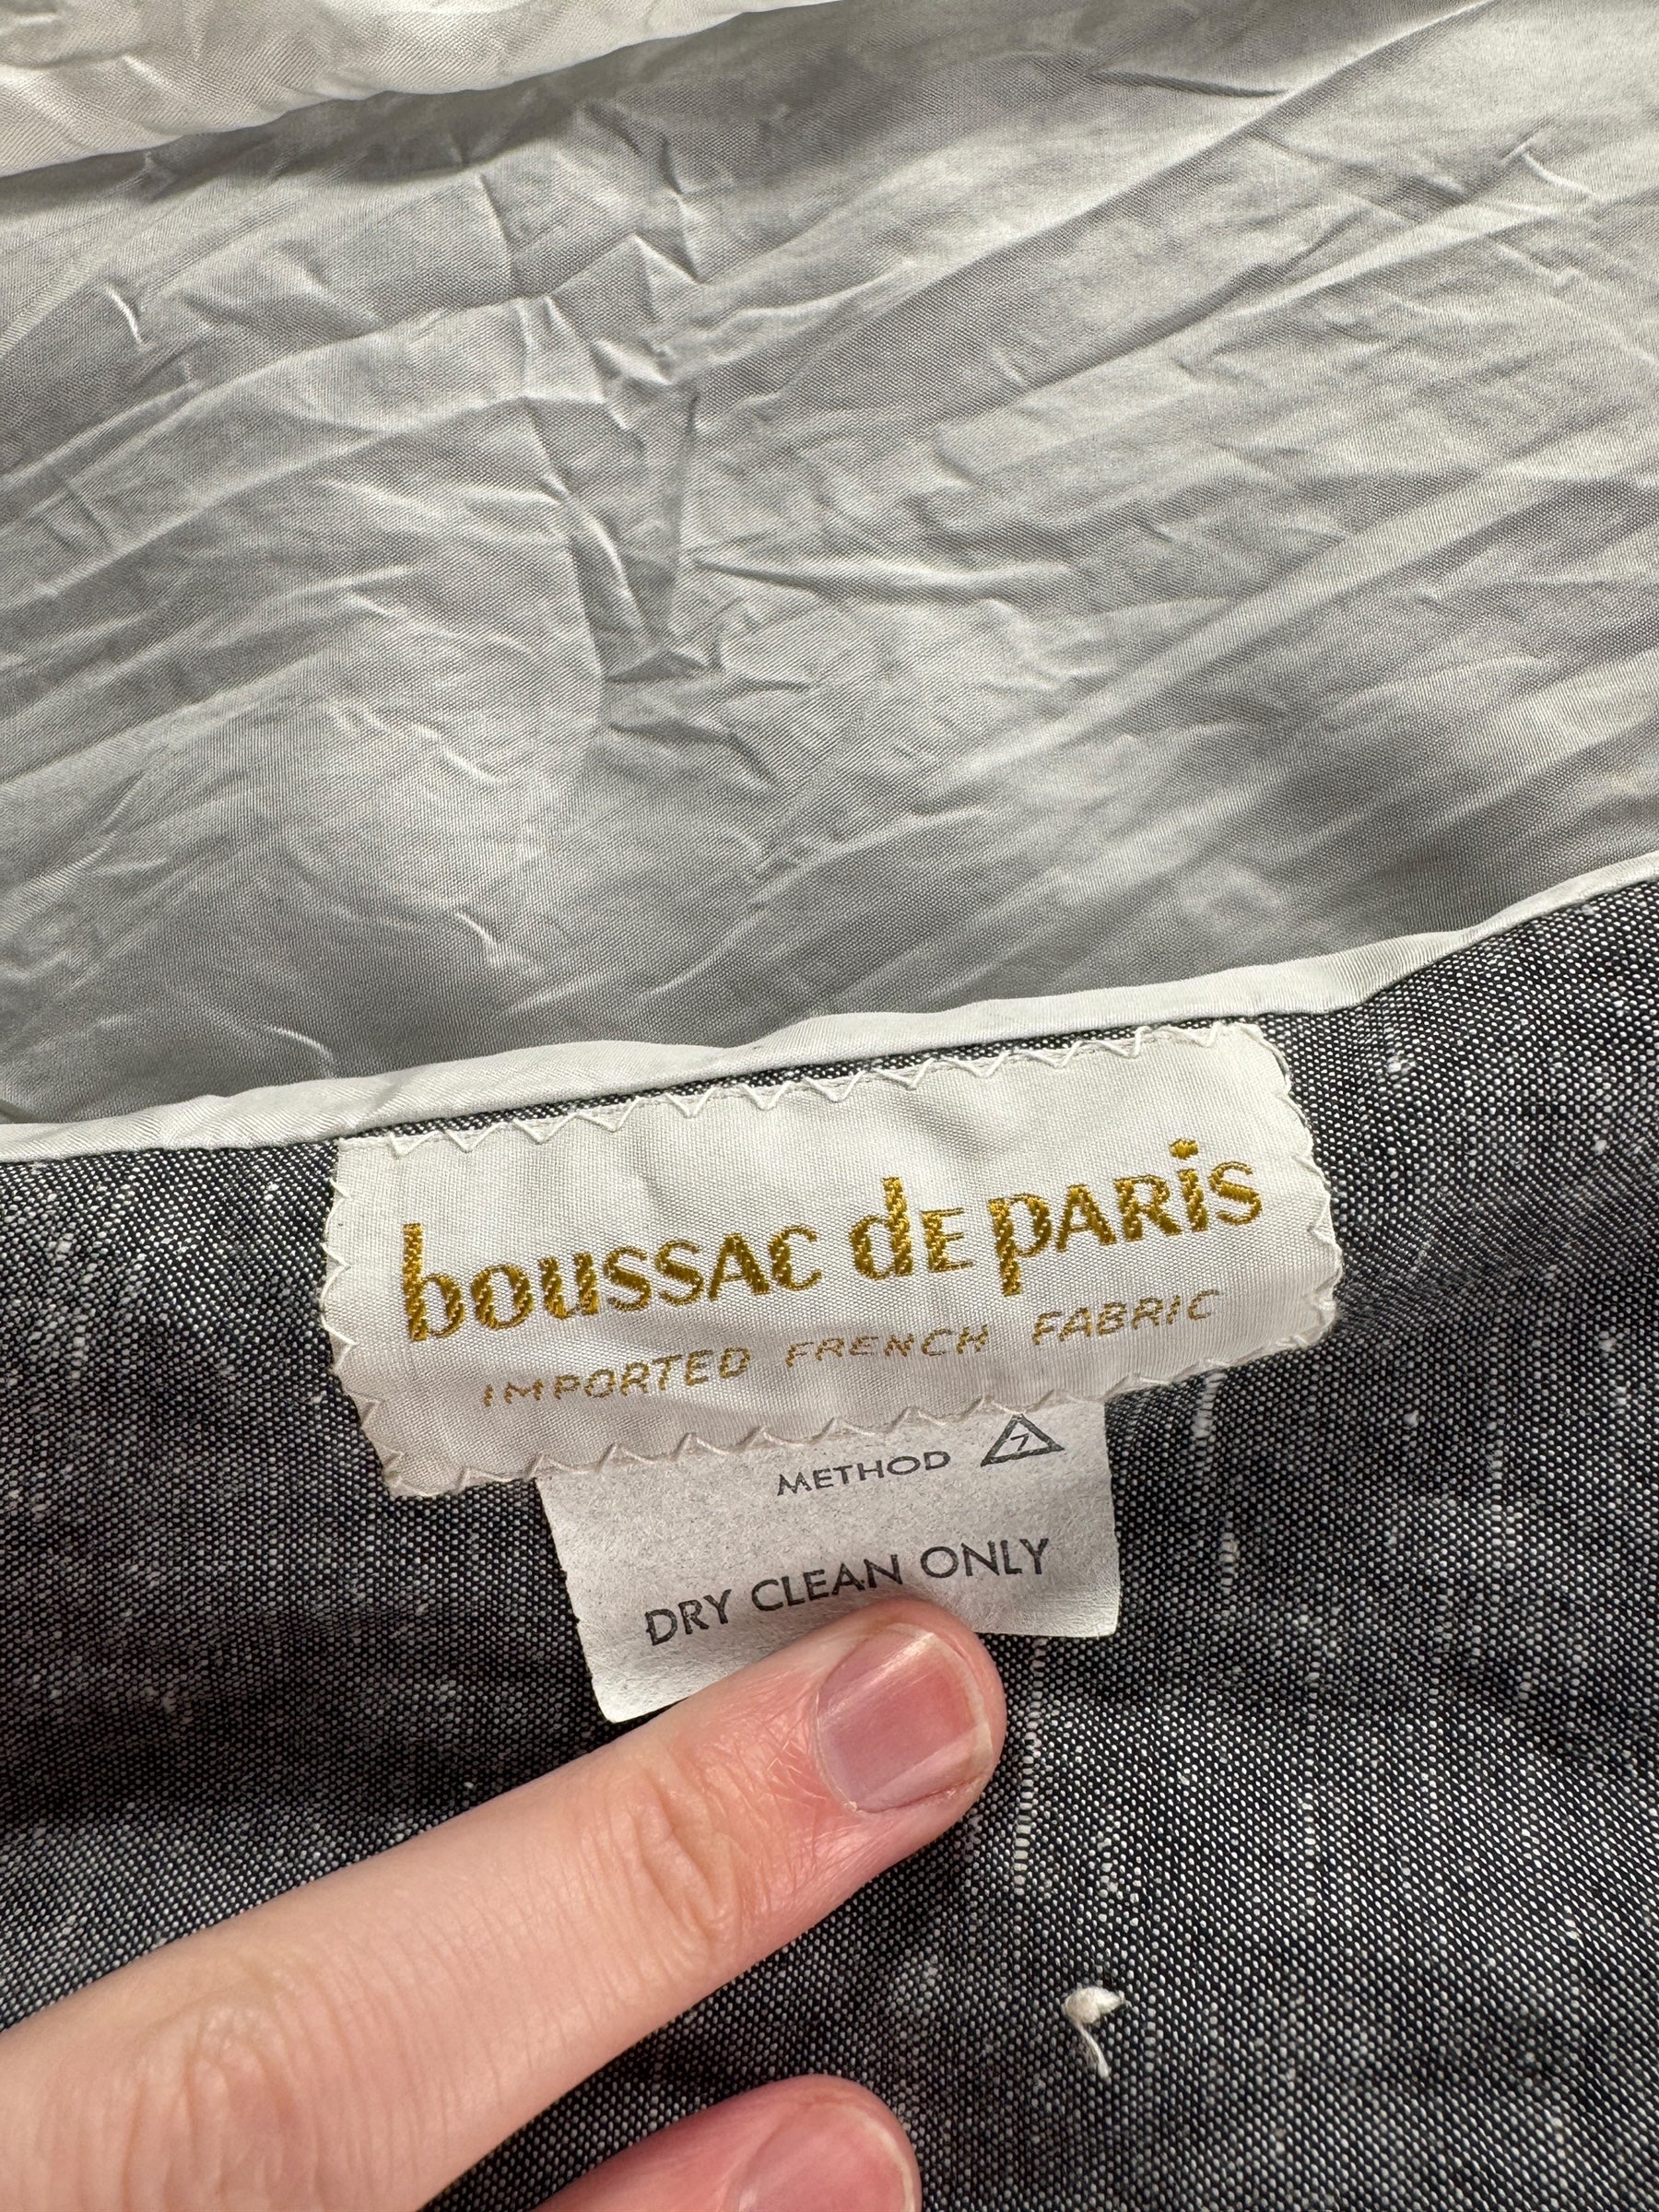 boussac de paris
IMPORTED FRENCH FABRIC
METHOD 7
DRY CLEAN ONLY